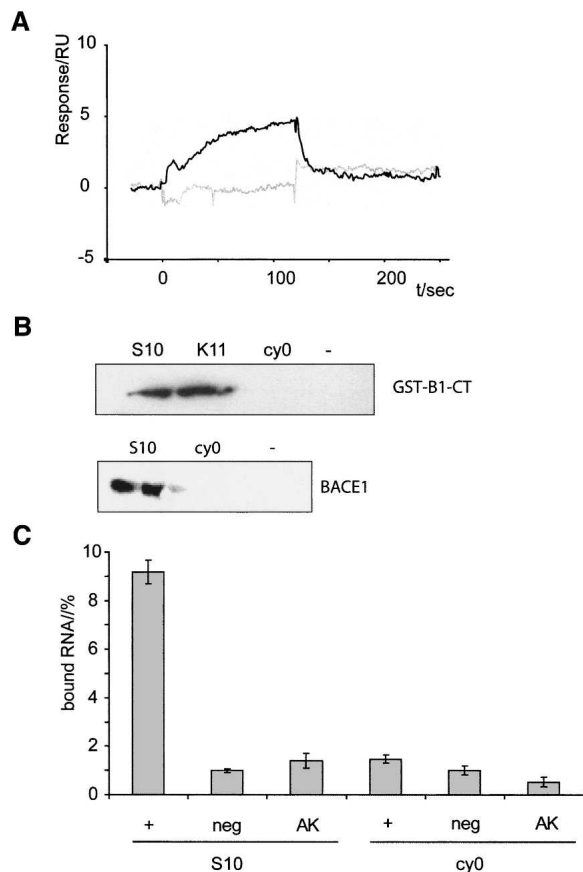 A
Response/RU
10
5
0
-5
0 100 200
t/sec
B
S10 K11 cy0 -
GST-B1-CT
S10 cy0 -
BACE1
C
bound RNA//%
10
8
6
4
2
0
+ neg AK + neg AK
S10 cy0